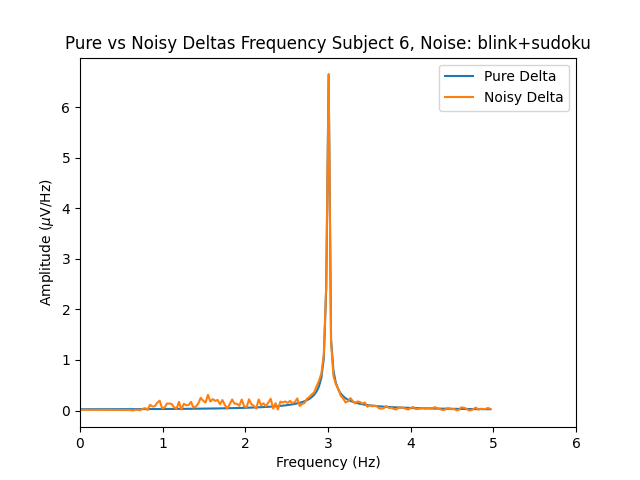 Pure vs Noisy Deltas Frequency Subject 6, Noise: blink+sudoku
Pure Delta
Noisy Delta
Amplitude (μV/Hz)
6
5
4
3
2
1
0
0 1 2 3 4 5 6
Frequency (Hz)